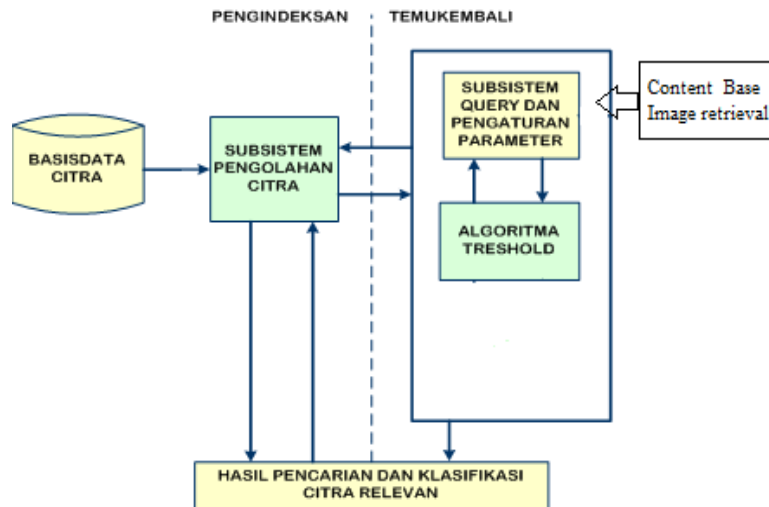 PENGINDEKSAN
TEMUKEMBALI
SUBSISTEM
QUERY DAN
PENGATURAN
PARAMETER
Content Base
Image retrieval
BASISDATA
CITRA
SUBSISTEM
PENGOLAHAN
CITRA
ALGORITMA
TRESHOLD
HASIL PENCARIAN DAN KLASIFIKASI
CITRA RELEVAN